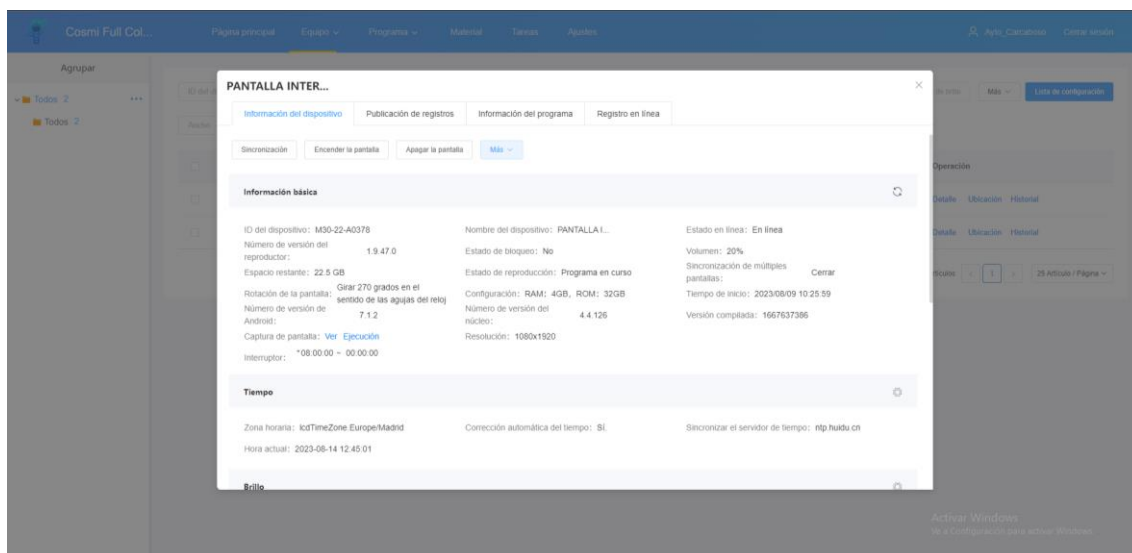 Cosmi Full Col... Página principal Equipo Programa Material Tareas Ajustes Ayto_Carcaboso Cerrar sesión
Agrupar
Todos 2
Todos 2
ID del
Más Lista de configuración
Operación
Detalle Ubicación Historial
Detalle Ubicación Historial
1 25 Artículo / Página
PANTALLA INTER...
Información del dispositivo Publicación de registros Información del programa Registro en línea
Sincronización Encender la pantalla Apagar la pantalla Más
Información básica
ID del dispositivo: M30-22-A0378 Nombre del dispositivo: PANTALLA I... Estado en línea: En línea
Número de versión del reproductor: 1.9.47.0 Estado de bloqueo: No Volumen: 20%
Espacio restante: 22.5 GB Estado de reproducción: Programa en curso Sincronización de múltiples pantallas: Cerrar
Rotación de la pantalla: Girar 270 grados en el sentido de las agujas del reloj Configuración: RAM: 4GB, ROM: 32GB Tiempo de inicio: 2023/08/09 10:25:59
Número de versión de Android: 7.1.2 Número de versión del núcleo: 4.4.126 Versión compilada: 1667637386
Captura de pantalla: Ver Ejecución Resolución: 1080x1920
Interruptor: *08:00:00 ~ 00:00:00
Tiempo
Zona horaria: lcdTimeZone.Europe/Madrid Corrección automática del tiempo: SÍ. Sincronizar el servidor de tiempo: ntp.huidu.cn
Hora actual: 2023-08-14 12:45:01
Brillo
Activar Windows
Ve a Configuración para activar Windows.